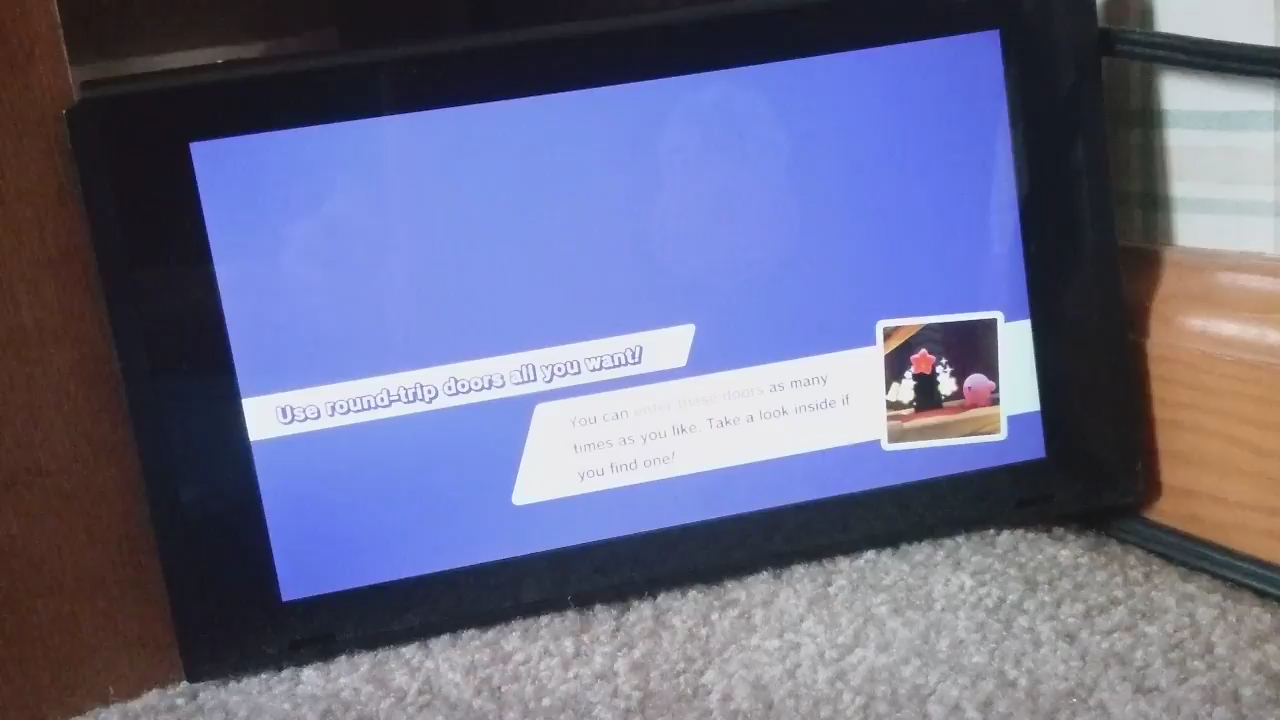 Use round-trip doors all you want!
You can enter these doors as many
times as you like. Take a look inside if
you find one!